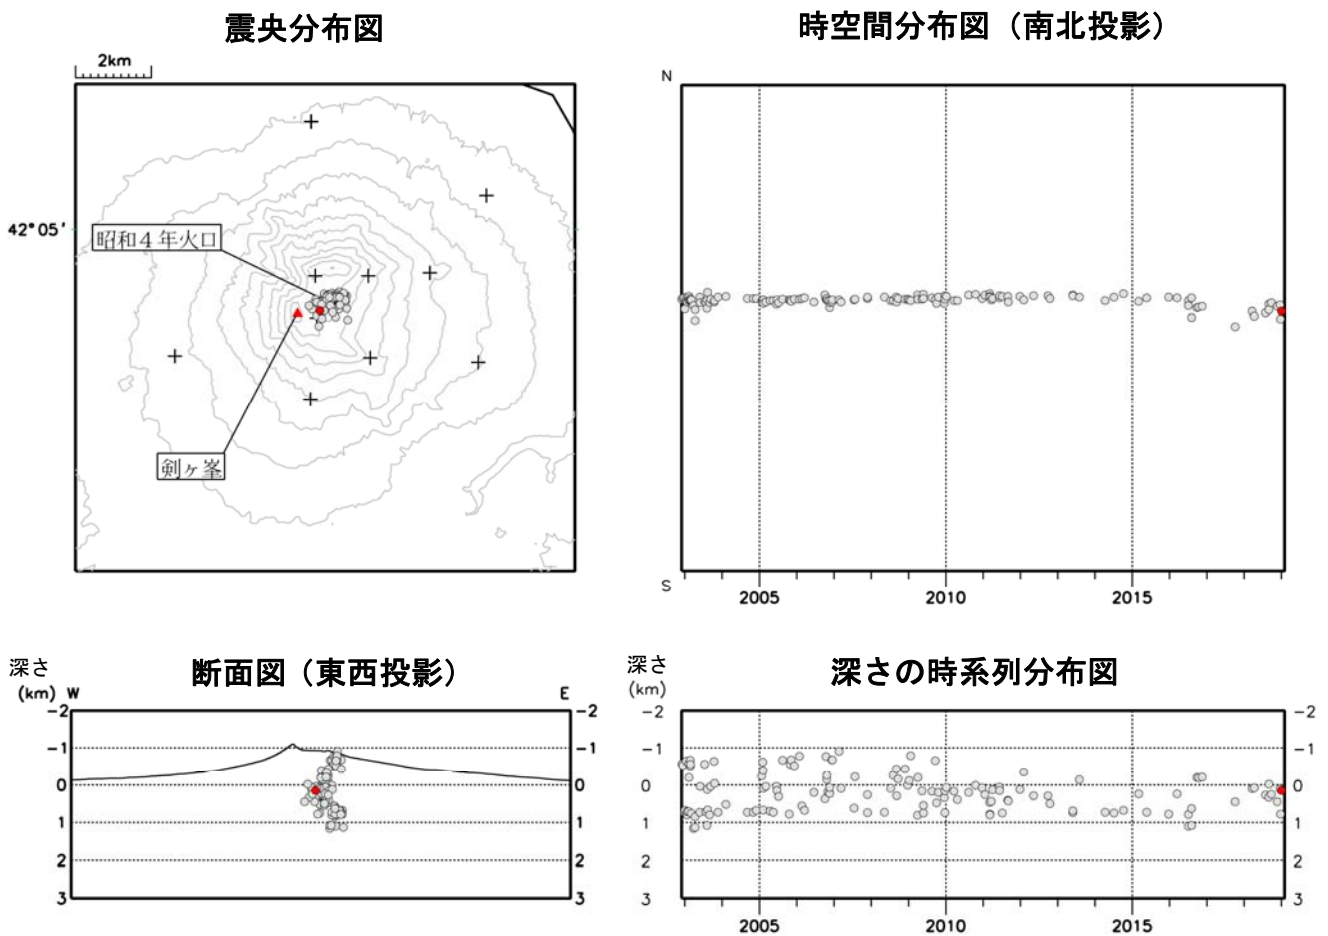 震央分布図
2km
42°05′
昭和４年火口
剣ヶ峯
時空間分布図（南北投影）
N
S
2005 2010 2015
断面図（東西投影）
深さ
(km) W E
-2 -2
-1 -1
0 0
1 1
2 2
3 3
深さの時系列分布図
深さ
(km)
-2 -2
-1 -1
0 0
1 1
2 2
3 3
2005 2010 2015